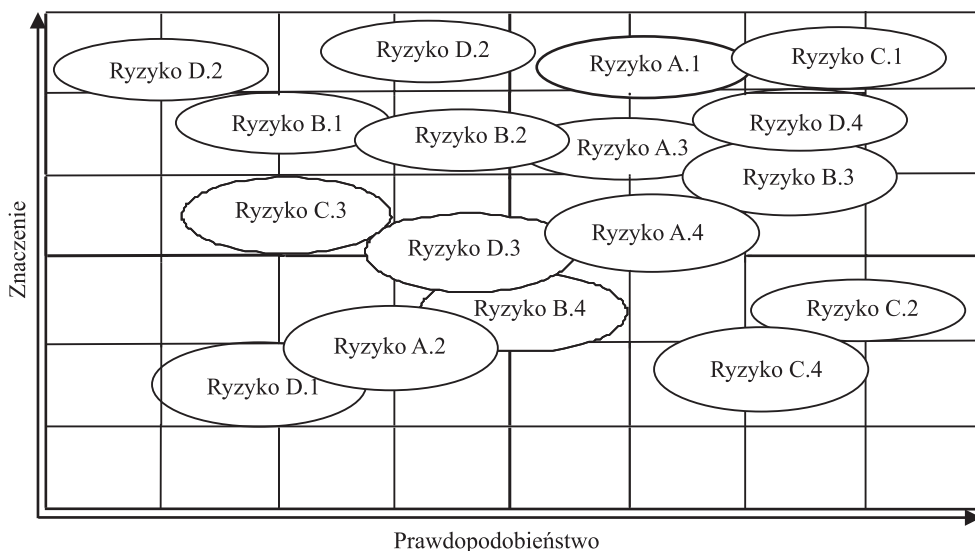 Ryzyko D.2
Ryzyko D.2
Ryzyko A.1
Ryzyko C.1
Ryzyko B.1
Ryzyko B.2
Ryzyko A.3
Ryzyko D.4
Ryzyko B.3
Ryzyko C.3
Ryzyko D.3
Ryzyko A.4
Ryzyko B.4
Ryzyko C.2
Ryzyko A.2
Ryzyko D.1
Ryzyko C.4
Znaczenie
Prawdopodobieństwo